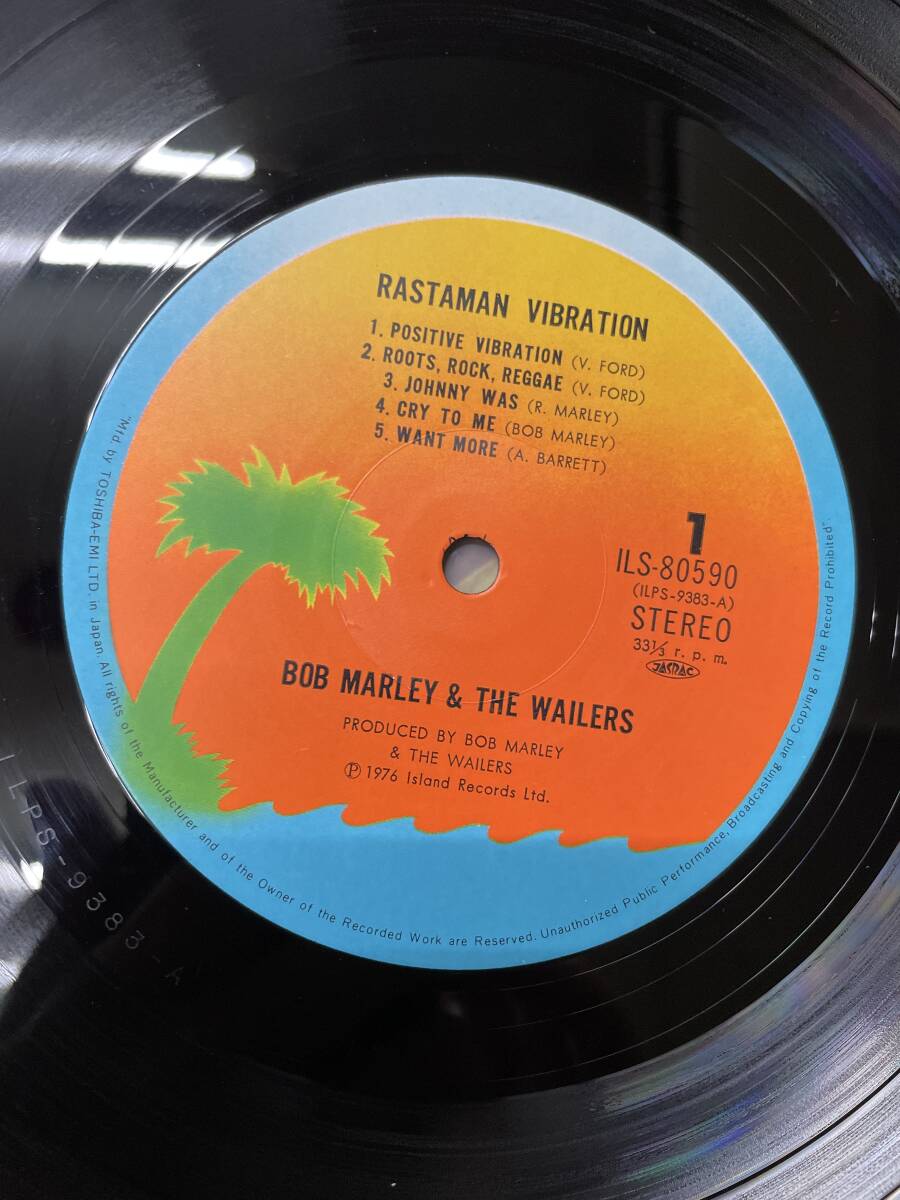 RASTAMAN VIBRATION
1. POSITIVE VIBRATION (V. FORD)
2. ROOTS, ROCK, REGGAE (V. FORD)
3. JOHNNY WAS (R. MARLEY)
4. CRY TO ME (BOB MARLEY)
5. WANT MORE (A. BARRETT)
1
ILS-80590
(ILPS-9383-A)
STEREO
33 1/3 r. p. m.
JASRAC
BOB MARLEY & THE WAILERS
PRODUCED BY BOB MARLEY
& THE WAILERS
Ⓟ 1976 Island Records Ltd.
"Mfd. by TOSHIBA-EMI LTD. in Japan. All rights of the Manufacturer and of the Owner of the Recorded Work are Reserved. Unauthorized Public Performance, Broadcasting and Copying of the Record Prohibited".
ILPS-9383-A